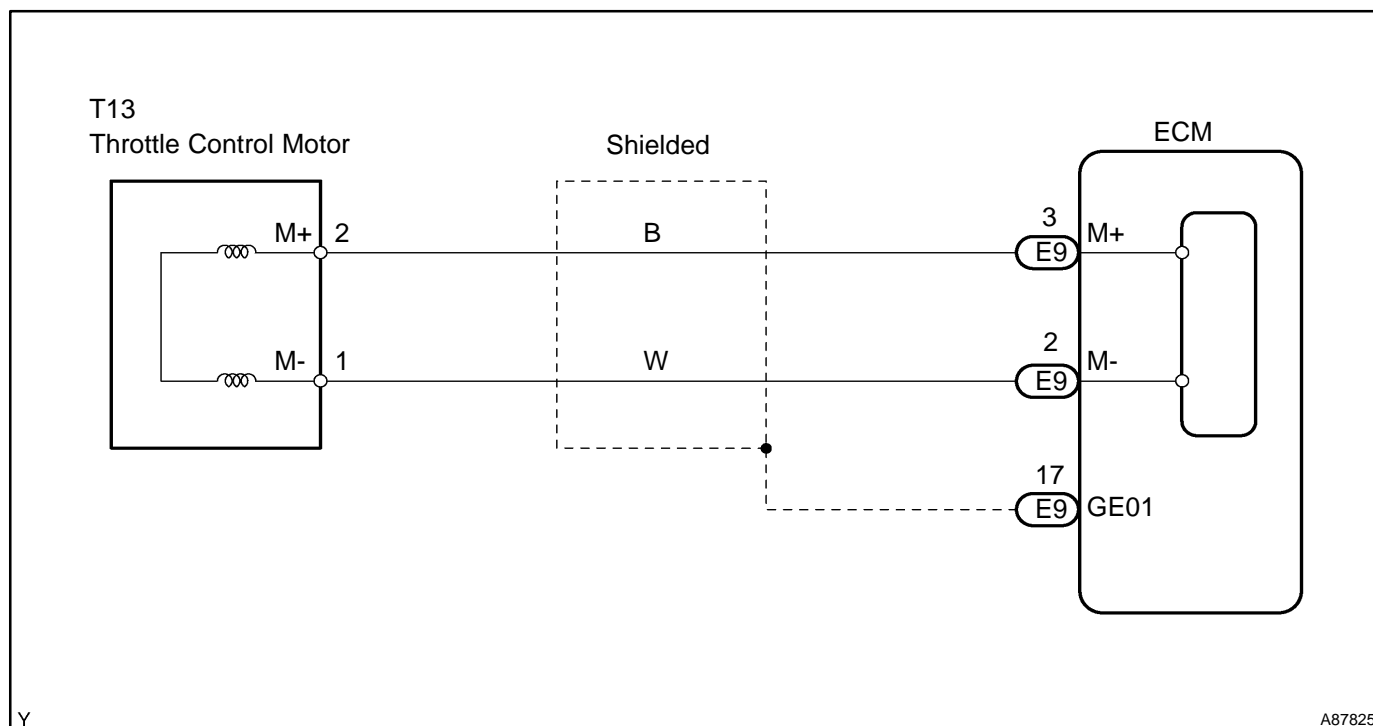 T13
Throttle Control Motor
Shielded
ECM
M+ 2
B
3
E9
M+
M- 1
W
2
E9
M-
17
E9
GE01
Y
A87825